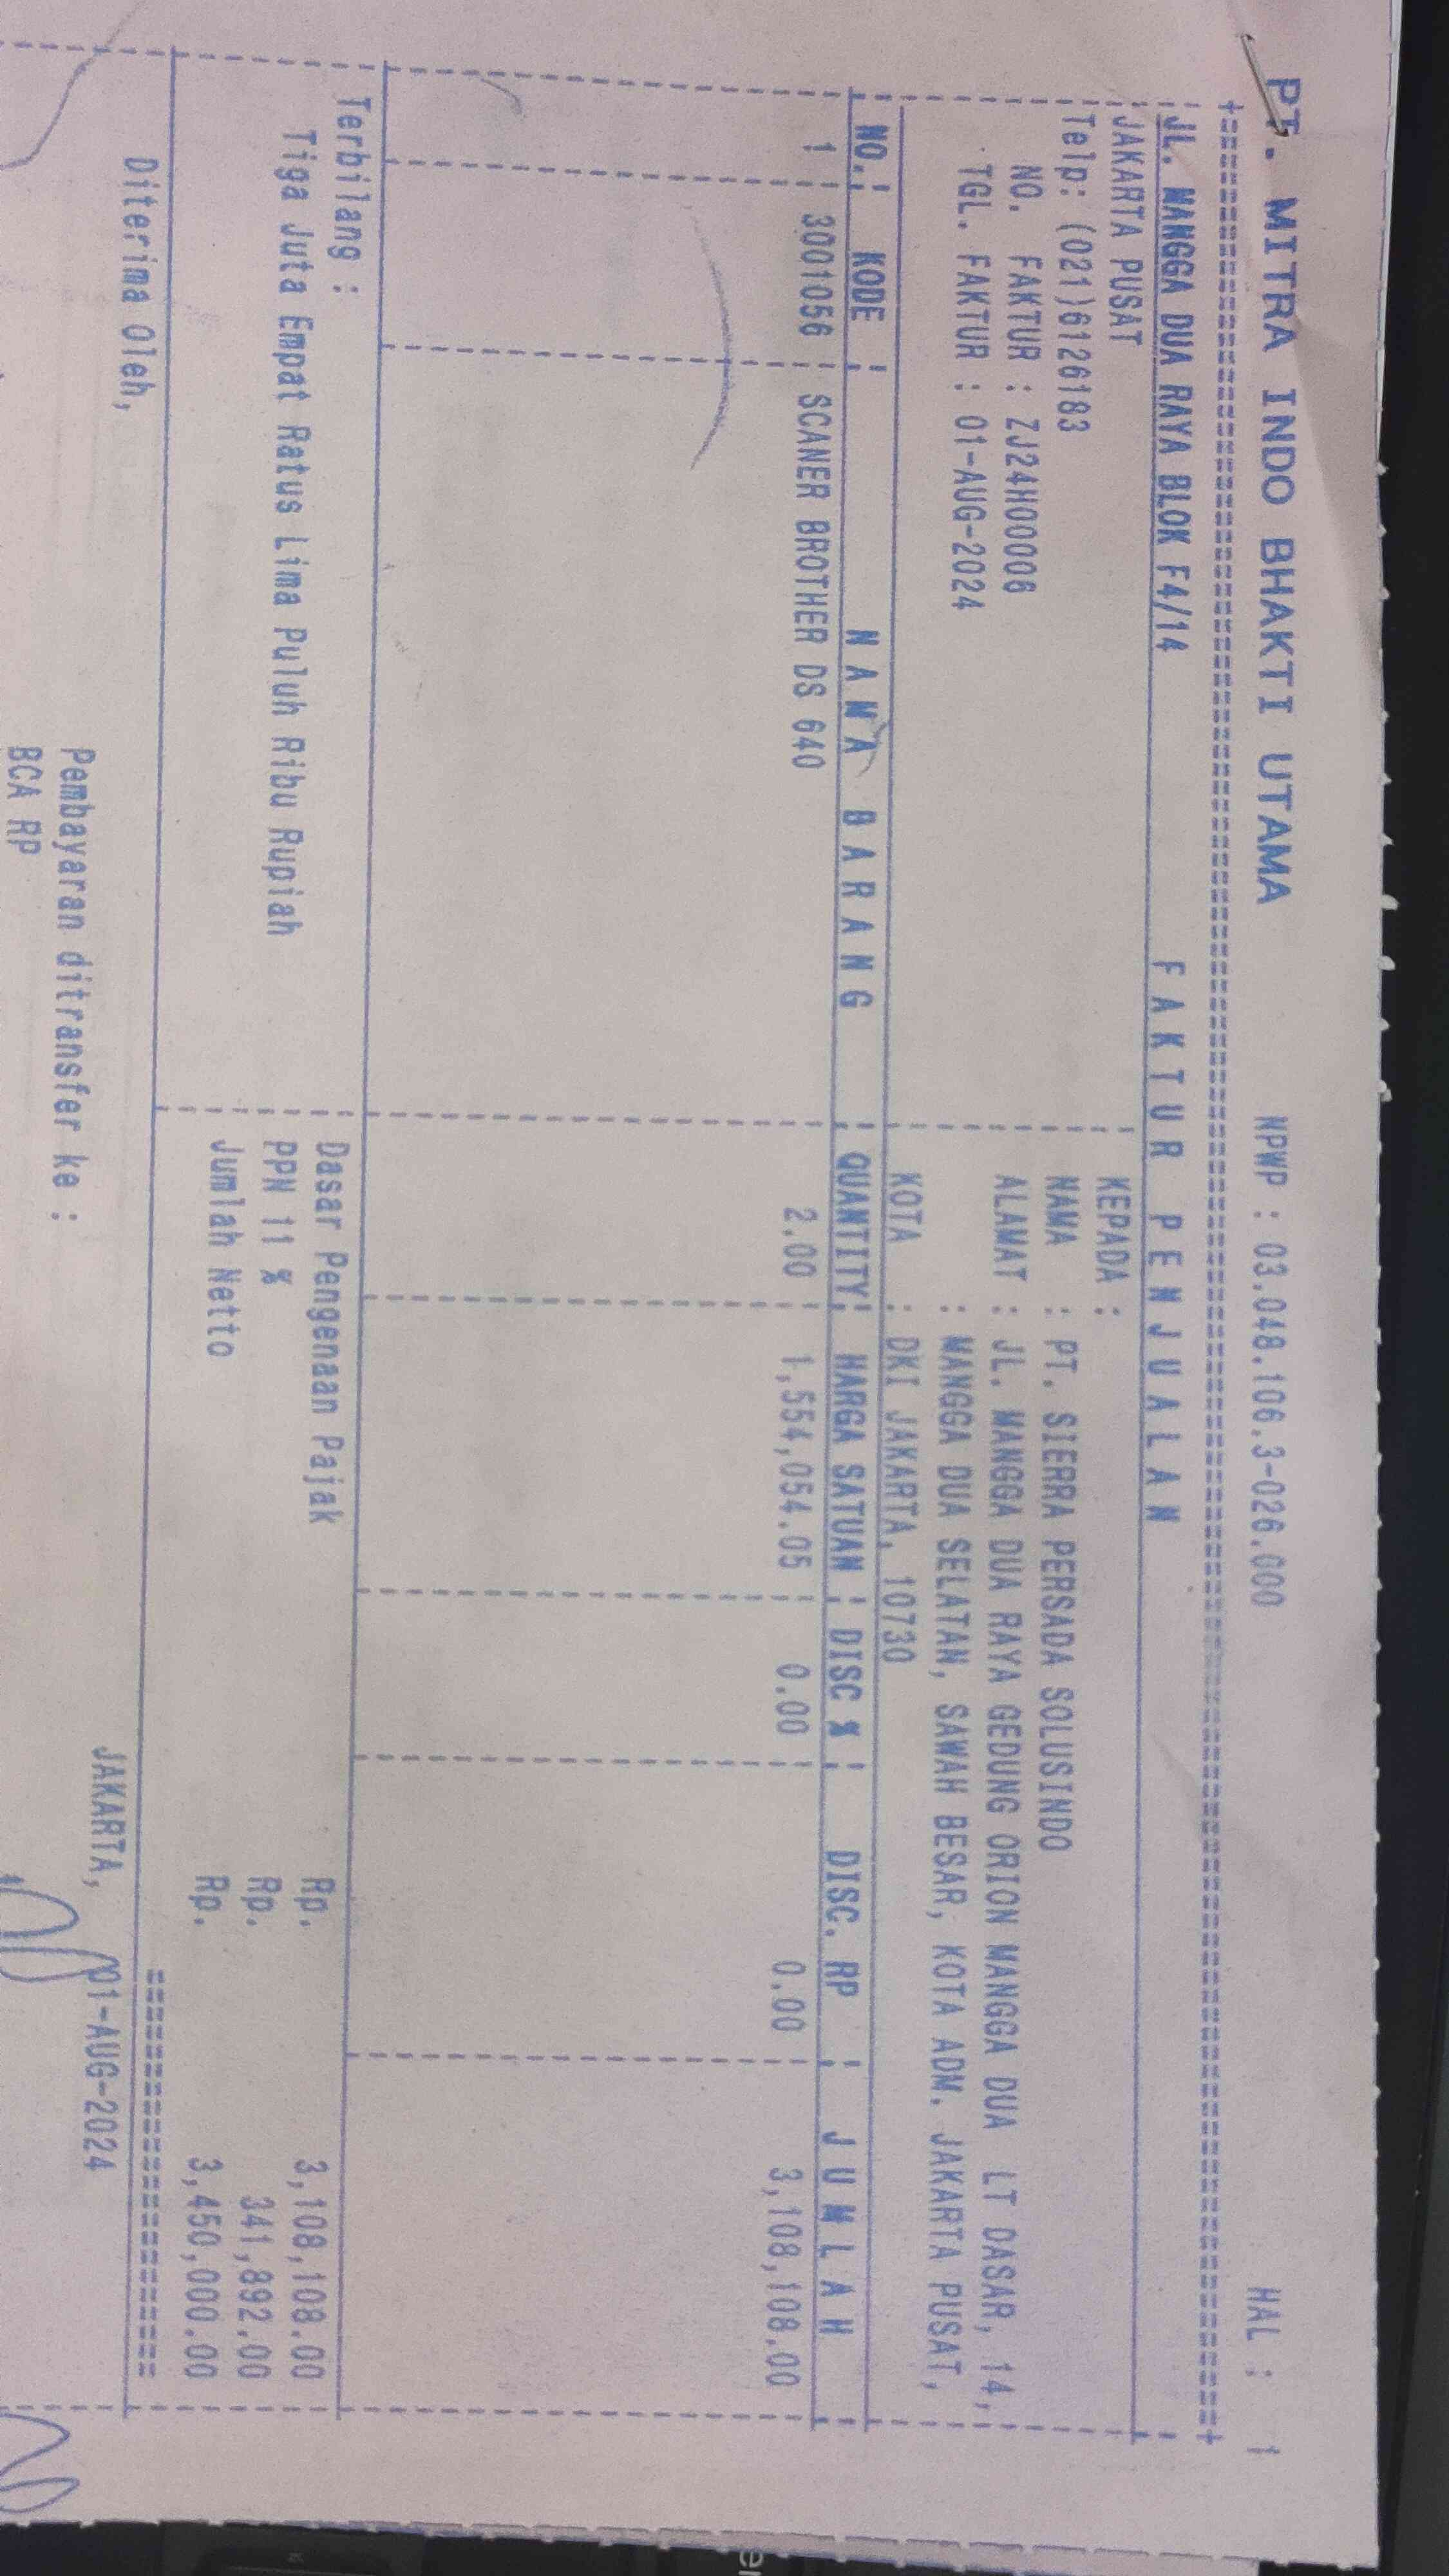 PT. MITRA INDO BHAKTI UTAMA NPWP : 03.048.106.3-026.000 HAL : 1
JL. MANGGA DUA RAYA BLOK F4/14 FAKTUR PENJUALAN
JAKARTA PUSAT KEPADA :
Telp: (021)6126183 NAMA : PT. SIERRA PERSADA SOLUSINDO
NO. FAKTUR : ZJ24H00006 ALAMAT : JL. MANGGA DUA RAYA GEDUNG ORION MANGGA DUA LT DASAR, 14,
TGL. FAKTUR : 01-AUG-2024 : MANGGA DUA SELATAN, SAWAH BESAR, KOTA ADM. JAKARTA PUSAT,
KOTA : DKI JAKARTA, 10730
NO. KODE NAMA BARANG QUANTITY HARGA SATUAN DISC % DISC. RP JUMLAH
1 3001056 SCANER BROTHER DS 640 2.00 1,554,054.05 0.00 0.00 3,108,108.00
Terbilang : Dasar Pengenaan Pajak Rp. 3,108,108.00
Tiga Juta Empat Ratus Lima Puluh Ribu Rupiah PPN 11 % Rp. 341,892.00
Jumlah Netto Rp. 3,450,000.00
Diterima Oleh, JAKARTA, 01-AUG-2024
Pembayaran ditransfer ke :
BCA RP